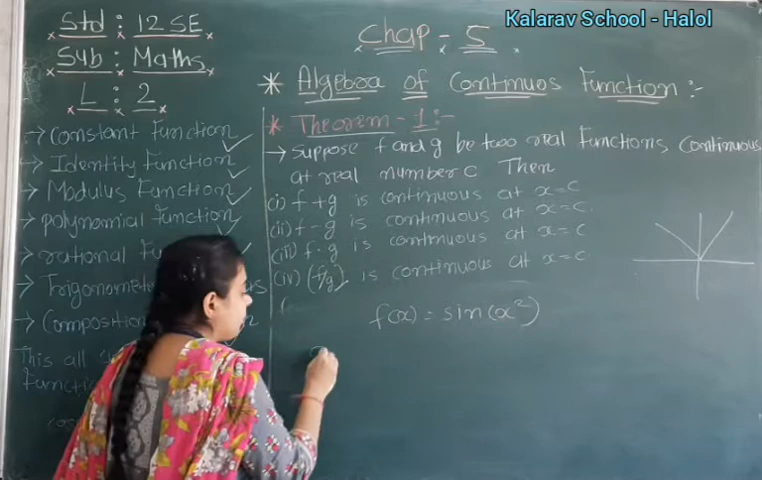 Kalarav School - Halol
Std : 12 SE
Sub : Maths
L : 2
Chap - 5
* Algebra of Continuos Function :-
* Theorem - 1 :-
→ Suppose f and g be two real Functions, Continuous
at real number c Then
(i) f + g is continuous at x = c
(ii) f - g is continuous at x = c
(iii) f · g is continuous at x = c
(iv) (f/g) is continuous at x = c
f(x) = sin(x²)
→ Constant Function ✓
→ Identity Function ✓
→ Modulus Function ✓
→ polynomial function ✓
→ rational Fu
→ Trigonomet
→ Composition
This all
Functi